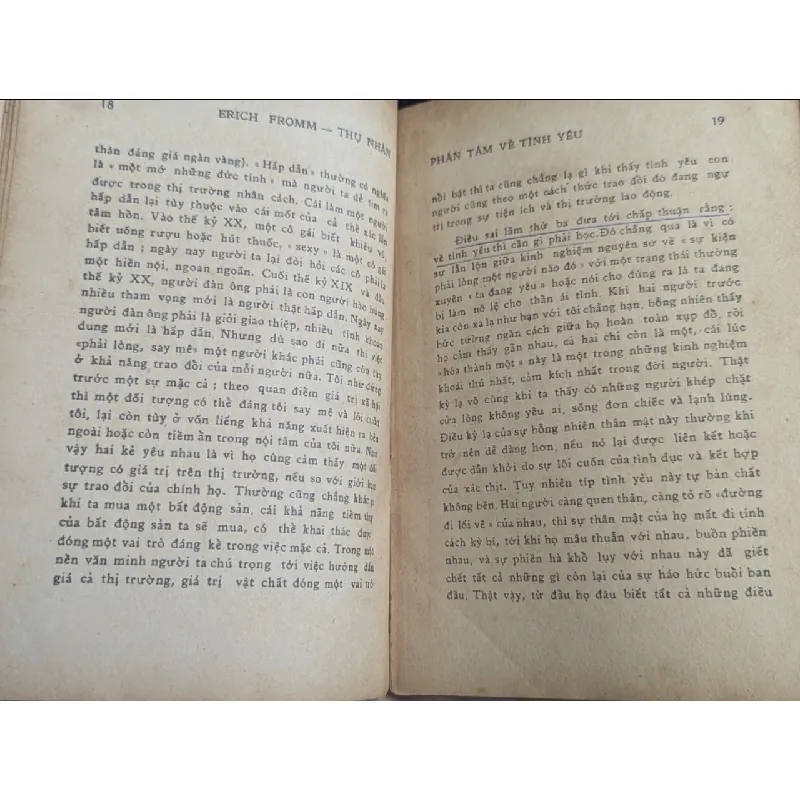 18
ERICH FROMM — THỤ NHÂN
thân đáng giá ngàn vàng). «Hấp dẫn» thường có nghĩa
là « một mớ những đức tính » mà người ta dễ tìm ra
được trong thị trường nhân cách. Cái làm một người
hấp dẫn lại tùy thuộc vào cái mốt của cả thể xác lẫn
tâm hồn. Vào thế kỷ XX, một cô gái biết khiêu vũ,
biết uống rượu hoặc hút thuốc, « sexy » là một cô gái
hấp dẫn ; ngày nay người ta lại đòi hỏi các cô phải là
một hiền nội, ngoan ngoãn. Cuối thế kỷ XIX và đầu
thế kỷ XX, người đàn ông phải là con người học hùng
nhiều tham vọng mới là người thật hấp dẫn. Ngày nay
người đàn ông phải là giỏi giao thiệp, nhiều tính khoan
dung mới là hấp dẫn. Nhưng dù sao đi nữa thì việc
«phải lòng, say mê» một người khác phải cũng còn tùy
ở khả năng trao đổi của mỗi người nữa. Tôi như đứng
trước một sự mặc cả ; theo quan điểm giá trị xã hội
thì một đối tượng có thể đáng tôi say mê và lôi cuốn
tôi, lại còn tùy ở vốn liếng khả năng xuất hiện ra bên
ngoài hoặc còn tiềm ẩn trong nội tâm của tôi nữa. Như
vậy hai kẻ yêu nhau là vì họ cùng cảm thấy một đối
tượng có giá trị trên thị trường, nếu so với giới hạn
sự trao đổi của chính họ. Thường cũng chẳng khác gì
khi ta mua một bất động sản, cái khả năng tiềm tàng
của bất động sản ta sẽ mua, có thể khai thác được
đóng một vai trò đáng kể trong việc mặc cả. Trong một
nền văn minh người ta chú trọng tới việc hướng dẫn
giá cả thị trường, giá trị vật chất đóng một vai trò
PHÂN TÂM VỀ TÌNH YÊU
19
nổi bật thì ta cũng chẳng lạ gì khi thấy tình yêu con
người cũng theo một cách thức trao đổi đó đang ngự
trị trong sự tiện ích và thị trường lao động.
Điều sai lầm thứ ba đưa tới chấp thuận rằng :
về tình yêu thì cần gì phải học. Đó chẳng qua là vì có
sự lẫn lộn giữa kinh nghiệm nguyên sơ về « sự kiện
phải lòng một người nào đó » với một trạng thái thường
xuyên « ta đang yêu » hoặc nói cho đúng ra là ta đang
bị làm nô lệ cho thần ái tình. Khi hai người trước
kia còn xa lạ như hạn với tôi chẳng hạn, bỗng nhiên thấy
bức tường ngăn cách giữa họ hoàn toàn xụp đổ, rồi
họ cảm thấy gần nhau, cả hai chỉ còn là một, cái lúc
«hòa thành một» này là một trong những kinh nghiệm
khoái thú nhất, cảm kích nhất trong đời người. Thật
kỳ lạ vô cùng khi ta thấy có những người khép chặt
cửa lòng không yêu ai, sống đơn chiếc và lạnh lùng.
Điều kỳ lạ của sự bỗng nhiên thân mật này thường khi
trở nên dễ dàng hơn, nếu nó lại được liên kết hoặc
được dẫn khởi do sự lôi cuốn của tình dục và kết hợp
của xác thịt. Tuy nhiên típ tình yêu này tự bản chất
không bền. Hai người càng quen thân, càng tỏ rõ «đường
đi lối về » của nhau, thì sự thân mật của họ mất đi tính
cách kỳ bí, tới khi họ mâu thuẫn với nhau, buồn phiền
nhau, và sự phiền hà khổ lụy với nhau này đã giết
chết tất cả những gì còn lại của sự háo hức buổi ban
đầu. Thật vậy, từ đầu họ đâu biết tất cả những điều